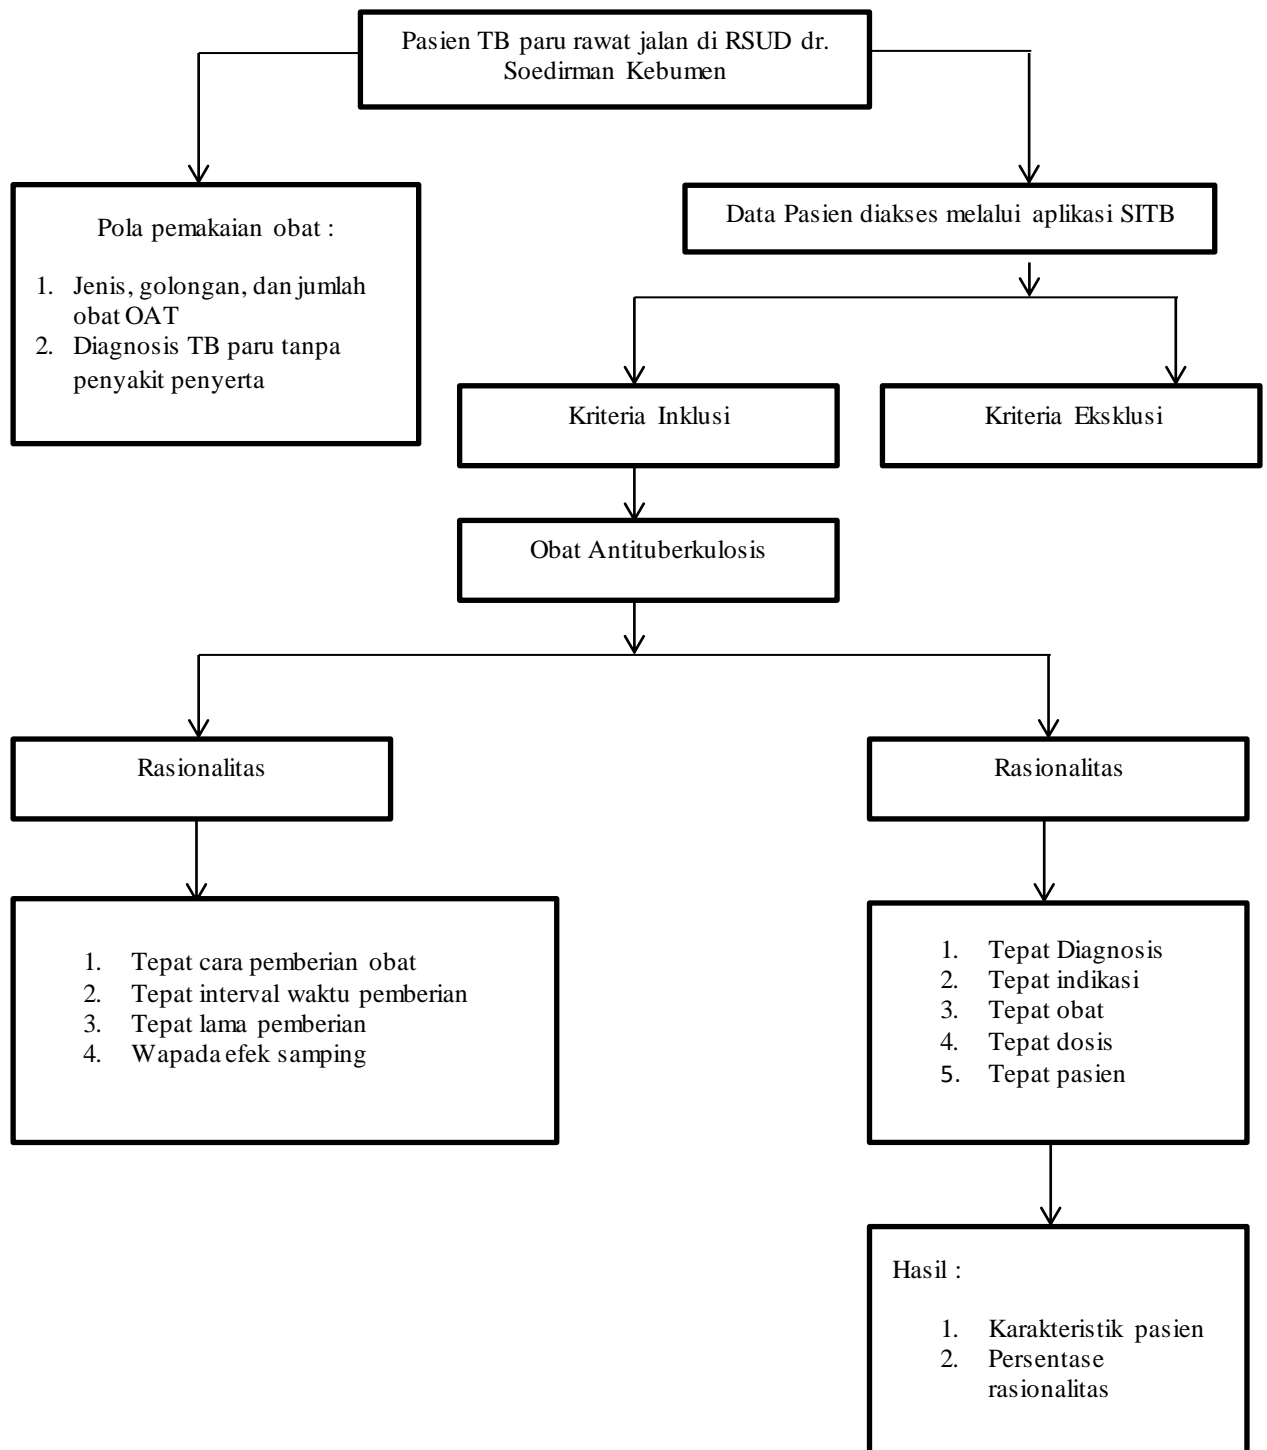 Pasien TB paru rawat jalan di RSUD dr.
Soedirman Kebumen
Pola pemakaian obat :
1. Jenis, golongan, dan jumlah
obat OAT
2. Diagnosis TB paru tanpa
penyakit penyerta
Data Pasien diakses melalui aplikasi SITB
Kriteria Inklusi
Kriteria Eksklusi
Obat Antituberkulosis
Rasionalitas
Rasionalitas
1. Tepat cara pemberian obat
2. Tepat interval waktu pemberian
3. Tepat lama pemberian
4. Wapada efek samping
1. Tepat Diagnosis
2. Tepat indikasi
3. Tepat obat
4. Tepat dosis
5. Tepat pasien
Hasil :
1. Karakteristik pasien
2. Persentase
rasionalitas